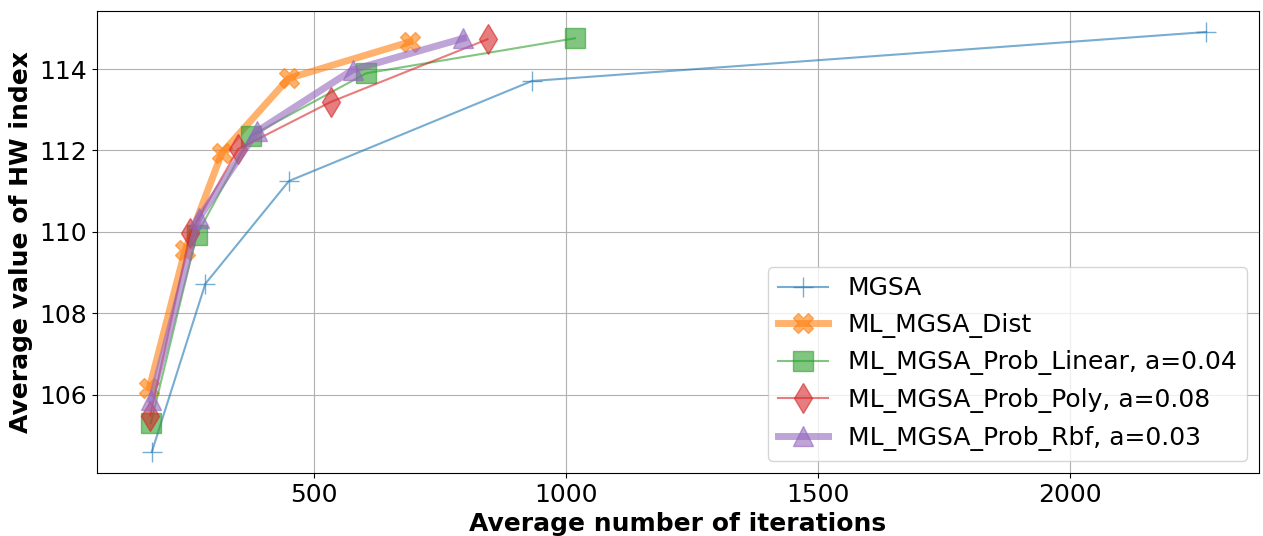 Average value of HW index
114
112
110
108
106
MGSA
ML_MGSA_Dist
ML_MGSA_Prob_Linear, a=0.04
ML_MGSA_Prob_Poly, a=0.08
ML_MGSA_Prob_Rbf, a=0.03
500
1000
1500
2000
Average number of iterations